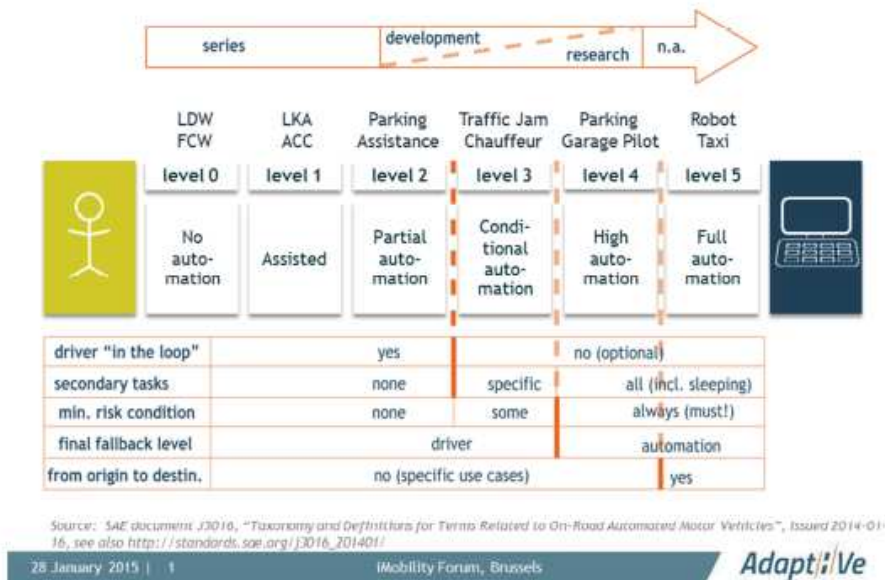 series
development
research
n.a.
LDW FCW
LKA ACC
Parking Assistance
Traffic Jam Chauffeur
Parking Garage Pilot
Robot Taxi
level 0
level 1
level 2
level 3
level 4
level 5
No auto-mation
Assisted
Partial auto-mation
Condi-tional auto-mation
High auto-mation
Full auto-mation
driver “in the loop” yes no (optional)
secondary tasks none specific all (incl. sleeping)
min. risk condition none some always (must!)
final fallback level driver automation
from origin to destin. no (specific use cases) yes
Source: SAE document J3016, “Taxonomy and Definitions for Terms Related to On-Road Automated Motor Vehicles”, issued 2014-01-
16, see also http://standards.sae.org/j3016_201401/
28 January 2015 | 1 iMobility Forum, Brussels AdaptIVe